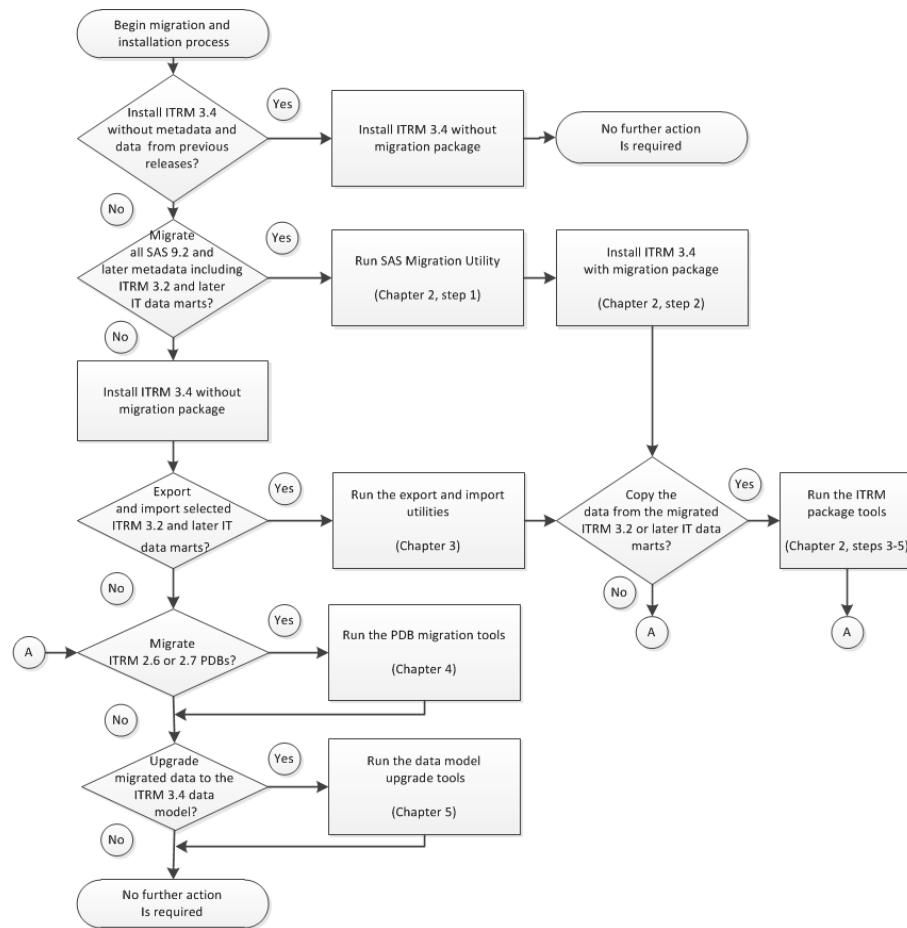 Begin migration and
installation process
Yes
Install ITRM 3.4
without metadata and
data from previous
releases?
Install ITRM 3.4 without
migration package
No further action
Is required
No
Migrate
all SAS 9.2 and
later metadata including
ITRM 3.2 and later
IT data marts?
Yes
Run SAS Migration Utility
(Chapter 2, step 1)
Install ITRM 3.4
with migration package
(Chapter 2, step 2)
No
Install ITRM 3.4 without
migration package
Export
and import selected
ITRM 3.2 and later IT
data marts?
Yes
Run the export and import
utilities
(Chapter 3)
Copy the
data from the migrated
ITRM 3.2 or later IT data
marts?
Yes
Run the ITRM
package tools
(Chapter 2, steps 3-5)
No
No
A
A
A
Migrate
ITRM 2.6 or 2.7 PDBs?
Yes
Run the PDB migration tools
(Chapter 4)
No
Upgrade
migrated data to the
ITRM 3.4 data
model?
Yes
Run the data model
upgrade tools
(Chapter 5)
No
No further action
Is required